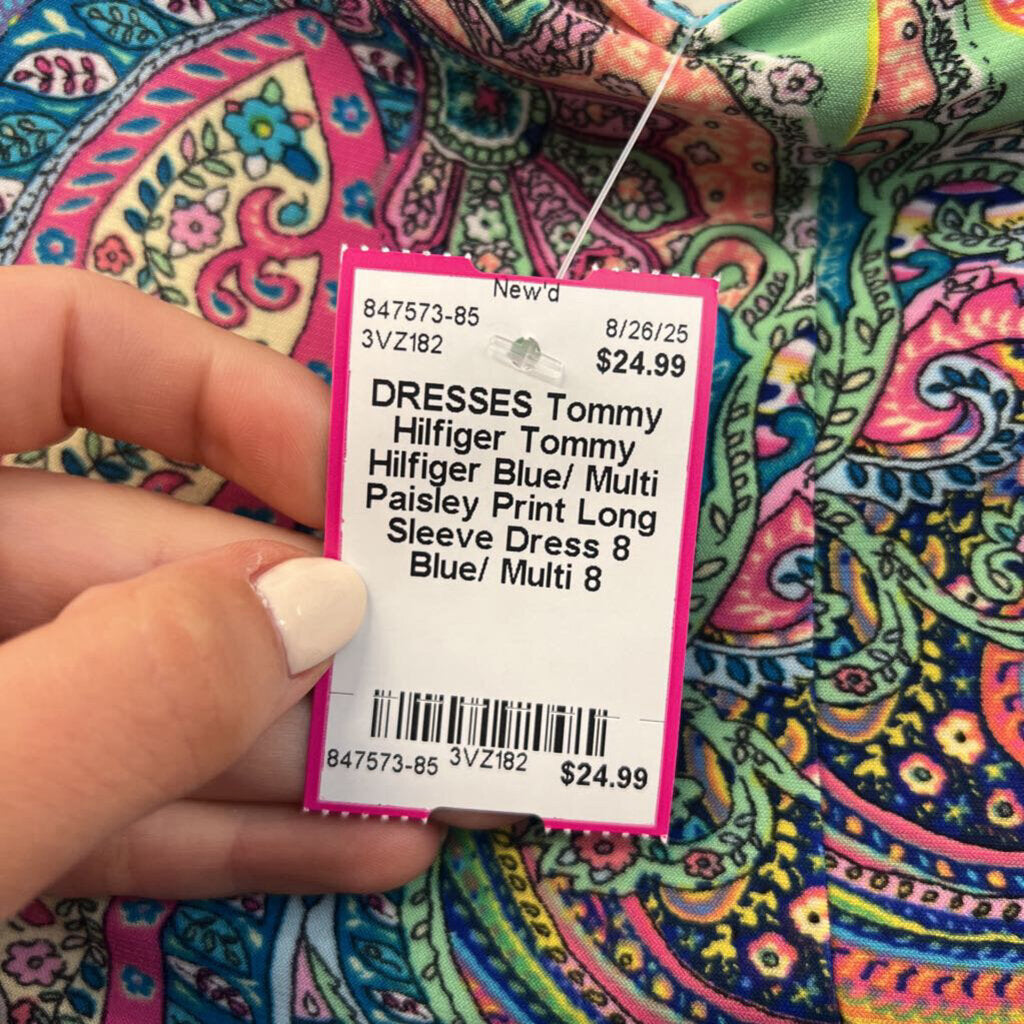 New'd
847573-85 8/26/25
3VZ182 $24.99
DRESSES Tommy
Hilfiger Tommy
Hilfiger Blue/ Multi
Paisley Print Long
Sleeve Dress 8
Blue/ Multi 8
847573-85 3VZ182 $24.99